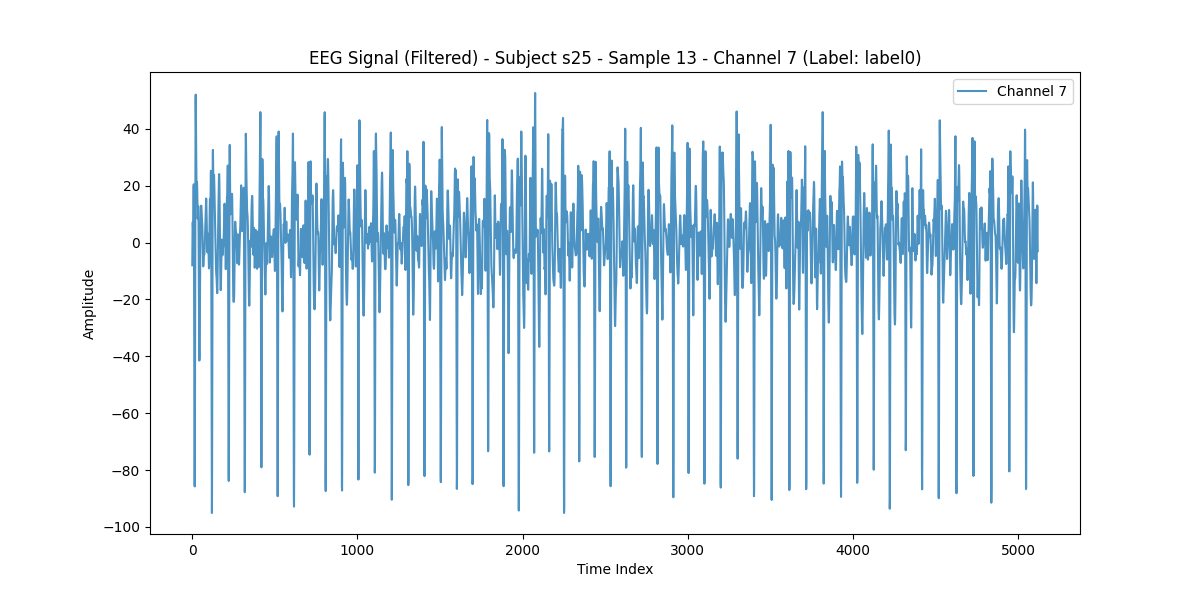 EEG Signal (Filtered) - Subject s25 - Sample 13 - Channel 7 (Label: label0)
Channel 7
40
20
0
−20
−40
−60
−80
−100
Amplitude
0 1000 2000 3000 4000 5000
Time Index